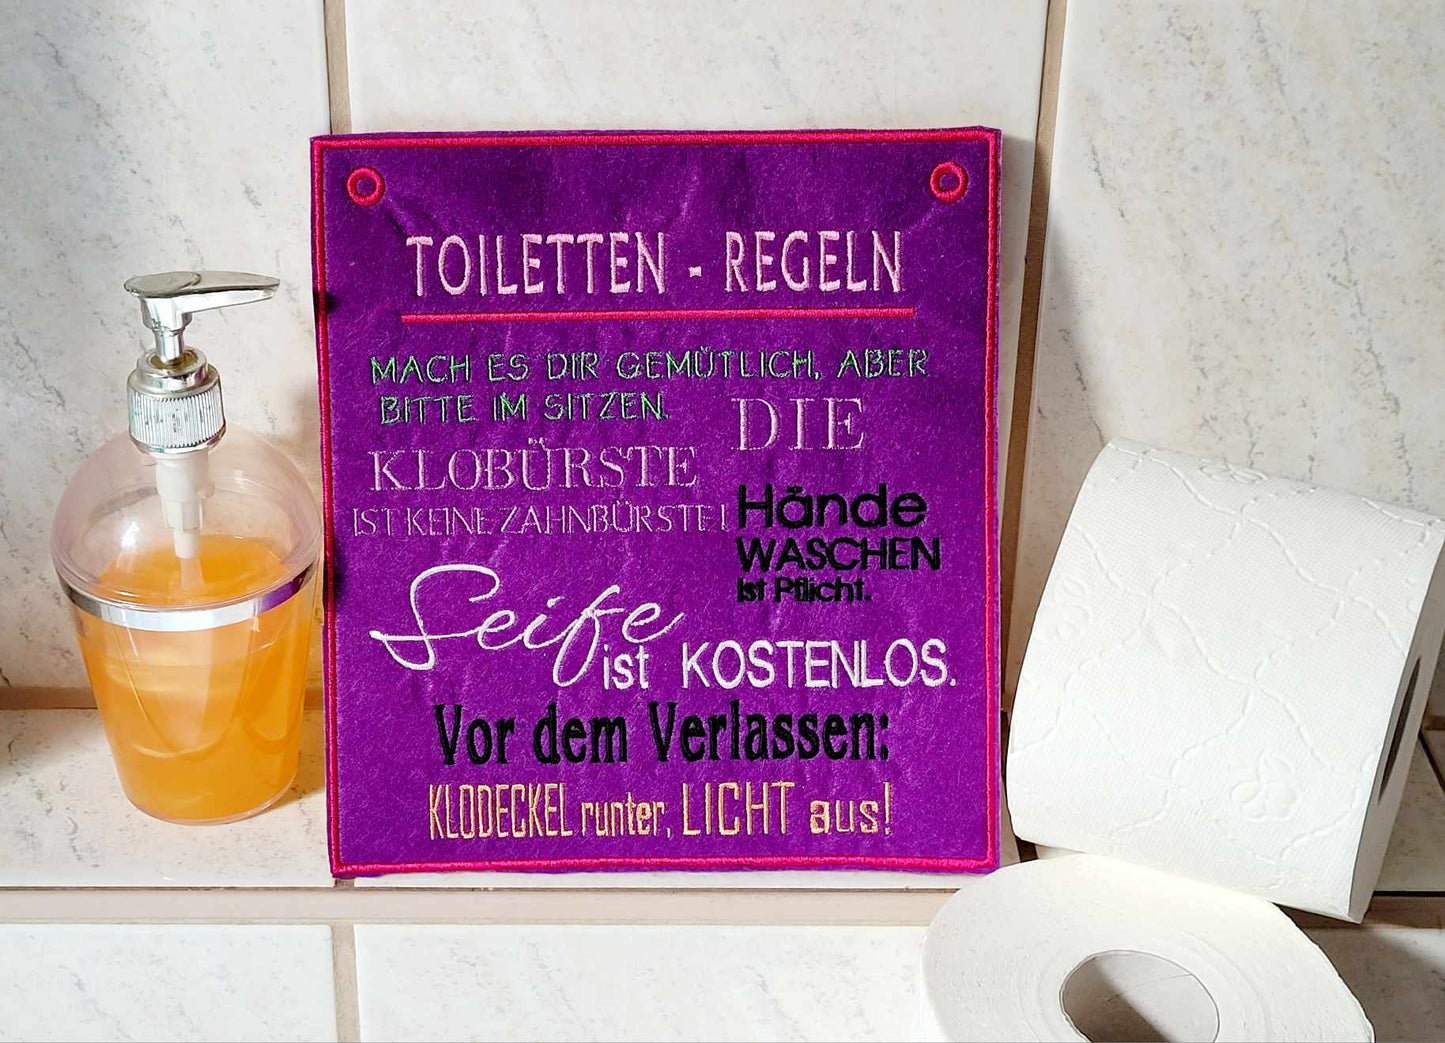 TOILETTEN - REGELN
MACH ES DIR GEMÜTLICH, ABER
BITTE IM SITZEN.
DIE
KLOBÜRSTE
IST KEINE ZAHNBÜRSTE!
Hände
WASCHEN
Ist Pflicht.
Seife
ist KOSTENLOS.
Vor dem Verlassen:
KLODECKEL runter, LICHT aus!